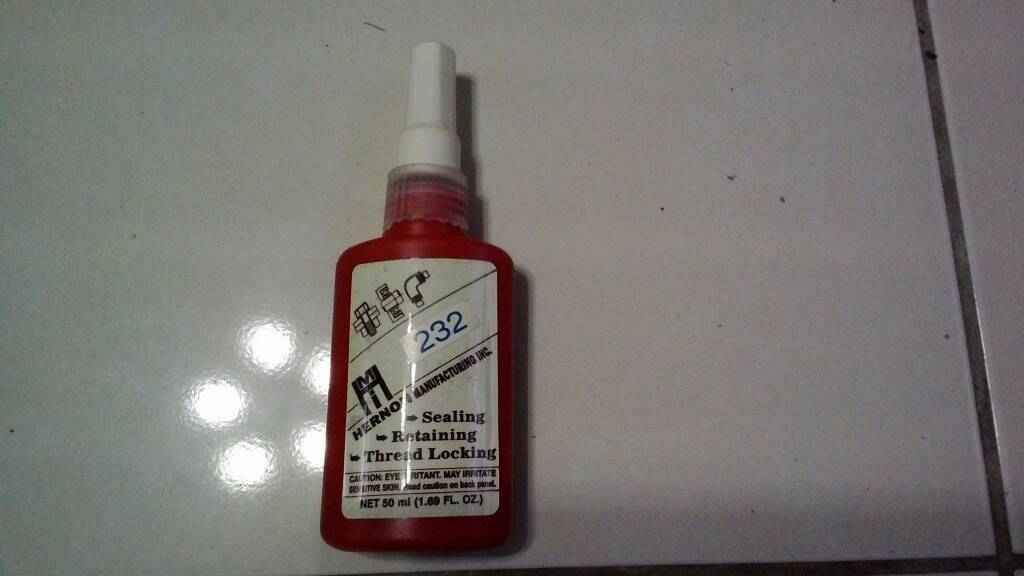 232
HM
HERNON MANUFACTURING INC.
Sealing
Retaining
Thread Locking
CAUTION: EYE IRRITANT. MAY IRRITATE
SENSITIVE SKIN. Read caution on back panel.
NET 50 ml (1.69 FL. OZ.)